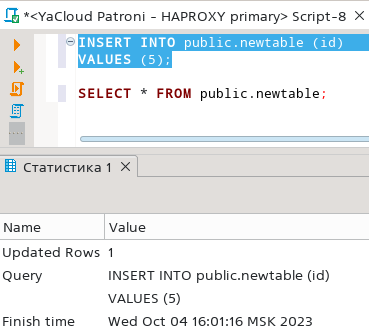 *<YaCloud Patroni - HAPROXY primary> Script-8
INSERT INTO public.newtable (id)
VALUES (5);
SELECT * FROM public.newtable;
Статистика 1
Name Value
Updated Rows 1
Query INSERT INTO public.newtable (id)
VALUES (5)
Finish time Wed Oct 04 16:01:16 MSK 2023